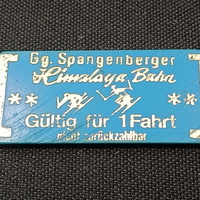 Gg. Spangenberger
Himalaya Bahn
** **
Gültig für 1 Fahrt
nicht zurückzahlbar